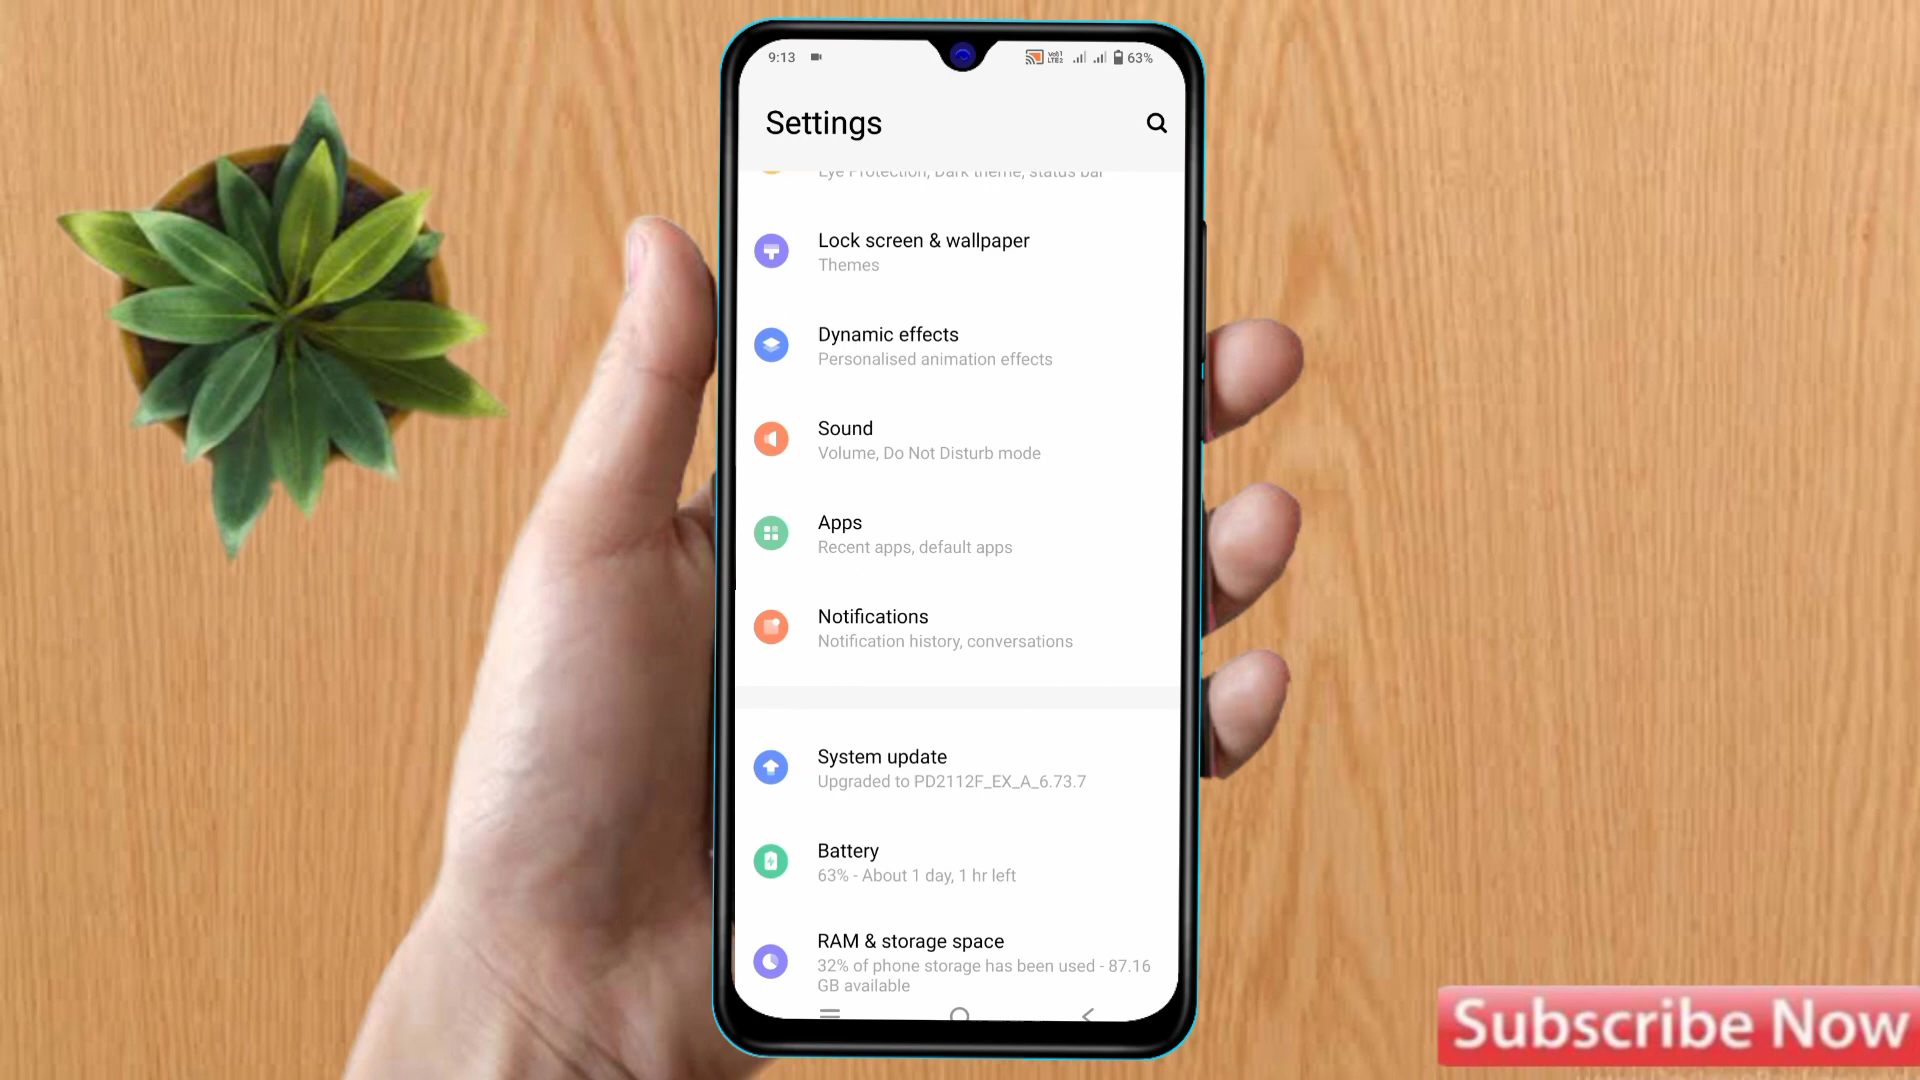 9:13
63%
Settings
Eye Protection, Dark theme, status bar
Lock screen & wallpaper
Themes
Dynamic effects
Personalised animation effects
Sound
Volume, Do Not Disturb mode
Apps
Recent apps, default apps
Notifications
Notification history, conversations
System update
Upgraded to PD2112F_EX_A_6.73.7
Battery
63% - About 1 day, 1 hr left
RAM & storage space
32% of phone storage has been used - 87.16
GB available
Subscribe Now